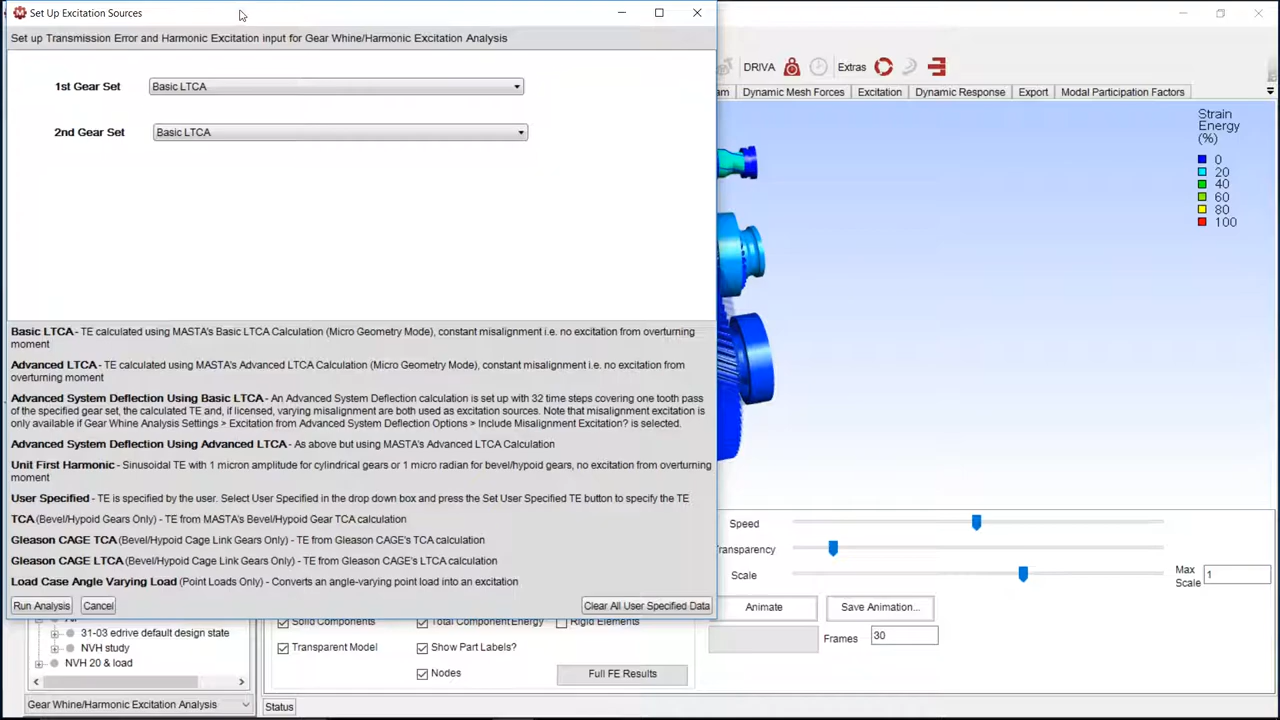 Set Up Excitation Sources
Set up Transmission Error and Harmonic Excitation input for Gear Whine/Harmonic Excitation Analysis
1st Gear Set
Basic LTCA
2nd Gear Set
Basic LTCA
Basic LTCA - TE calculated using MASTA's Basic LTCA Calculation (Micro Geometry Mode), constant misalignment i.e. no excitation from overturning
moment
Advanced LTCA - TE calculated using MASTA's Advanced LTCA Calculation (Micro Geometry Mode), constant misalignment i.e. no excitation from
overturning moment
Advanced System Deflection Using Basic LTCA - An Advanced System Deflection calculation is set up with 32 time steps covering one tooth pass
of the specified gear set, the calculated TE and, if licensed, varying misalignment are both used as excitation sources. Note that misalignment excitation is
only available if Gear Whine Analysis Settings > Excitation from Advanced System Deflection Options > Include Misalignment Excitation? is selected.
Advanced System Deflection Using Advanced LTCA - As above but using MASTA's Advanced LTCA Calculation
Unit First Harmonic - Sinusoidal TE with 1 micron amplitude for cylindrical gears or 1 micro radian for bevel/hypoid gears, no excitation from overturning
moment
User Specified - TE is specified by the user. Select User Specified in the drop down box and press the Set User Specified TE button to specify the TE
TCA (Bevel/Hypoid Gears Only) - TE from MASTA's Bevel/Hypoid Gear TCA calculation
Gleason CAGE TCA (Bevel/Hypoid Cage Link Gears Only) - TE from Gleason CAGE's TCA calculation
Gleason CAGE LTCA (Bevel/Hypoid Cage Link Gears Only) - TE from Gleason CAGE's LTCA calculation
Load Case Angle Varying Load (Point Loads Only) - Converts an angle-varying point load into an excitation
Run Analysis
Cancel
Clear All User Specified Data
DRIVA
Extras
am
Dynamic Mesh Forces
Excitation
Dynamic Response
Export
Modal Participation Factors
Strain
Energy
(%)
0
20
40
60
80
100
Speed
ransparency
Scale
Max
Scale
1
Animate
Save Animation...
Frames
30
Solid Components
Total Component Energy
Rigid Elements
Transparent Model
Show Part Labels?
Nodes
Full FE Results
31-03 edrive default design state
NVH study
NVH 20 & load
Gear Whine/Harmonic Excitation Analysis
Status